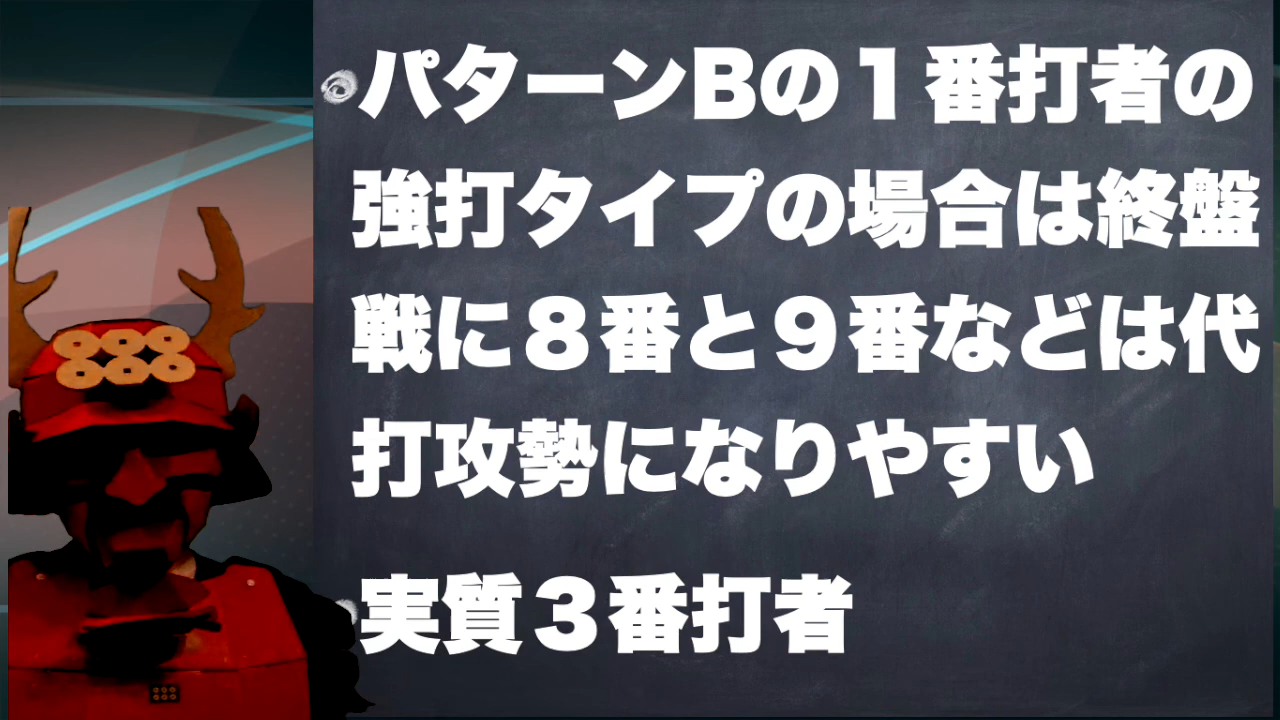 パターンBの１番打者の
強打タイプの場合は終盤
戦に８番と９番などは代
打攻勢になりやすい
実質３番打者